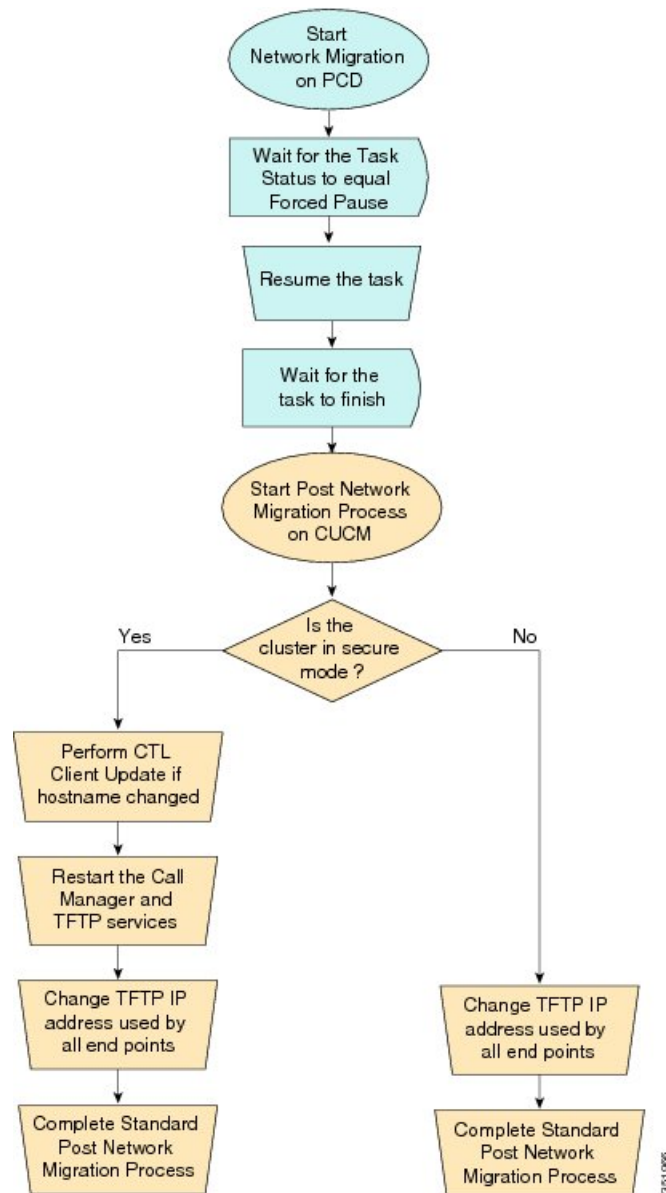 Start
Network Migration
on PCD
Wait for the Task
Status to equal
Forced Pause
Resume the task
Wait for the
task to finish
Start Post Network
Migration Process
on CUCM
Is the
cluster in secure
mode ?
Yes
No
Perform CTL
Client Update if
hostname changed
Restart the Call
Manager and
TFTP services
Change TFTP IP
address used by
all end points
Complete Standard
Post Network
Migration Process
Change TFTP IP
address used by
all end points
Complete Standard
Post Network
Migration Process